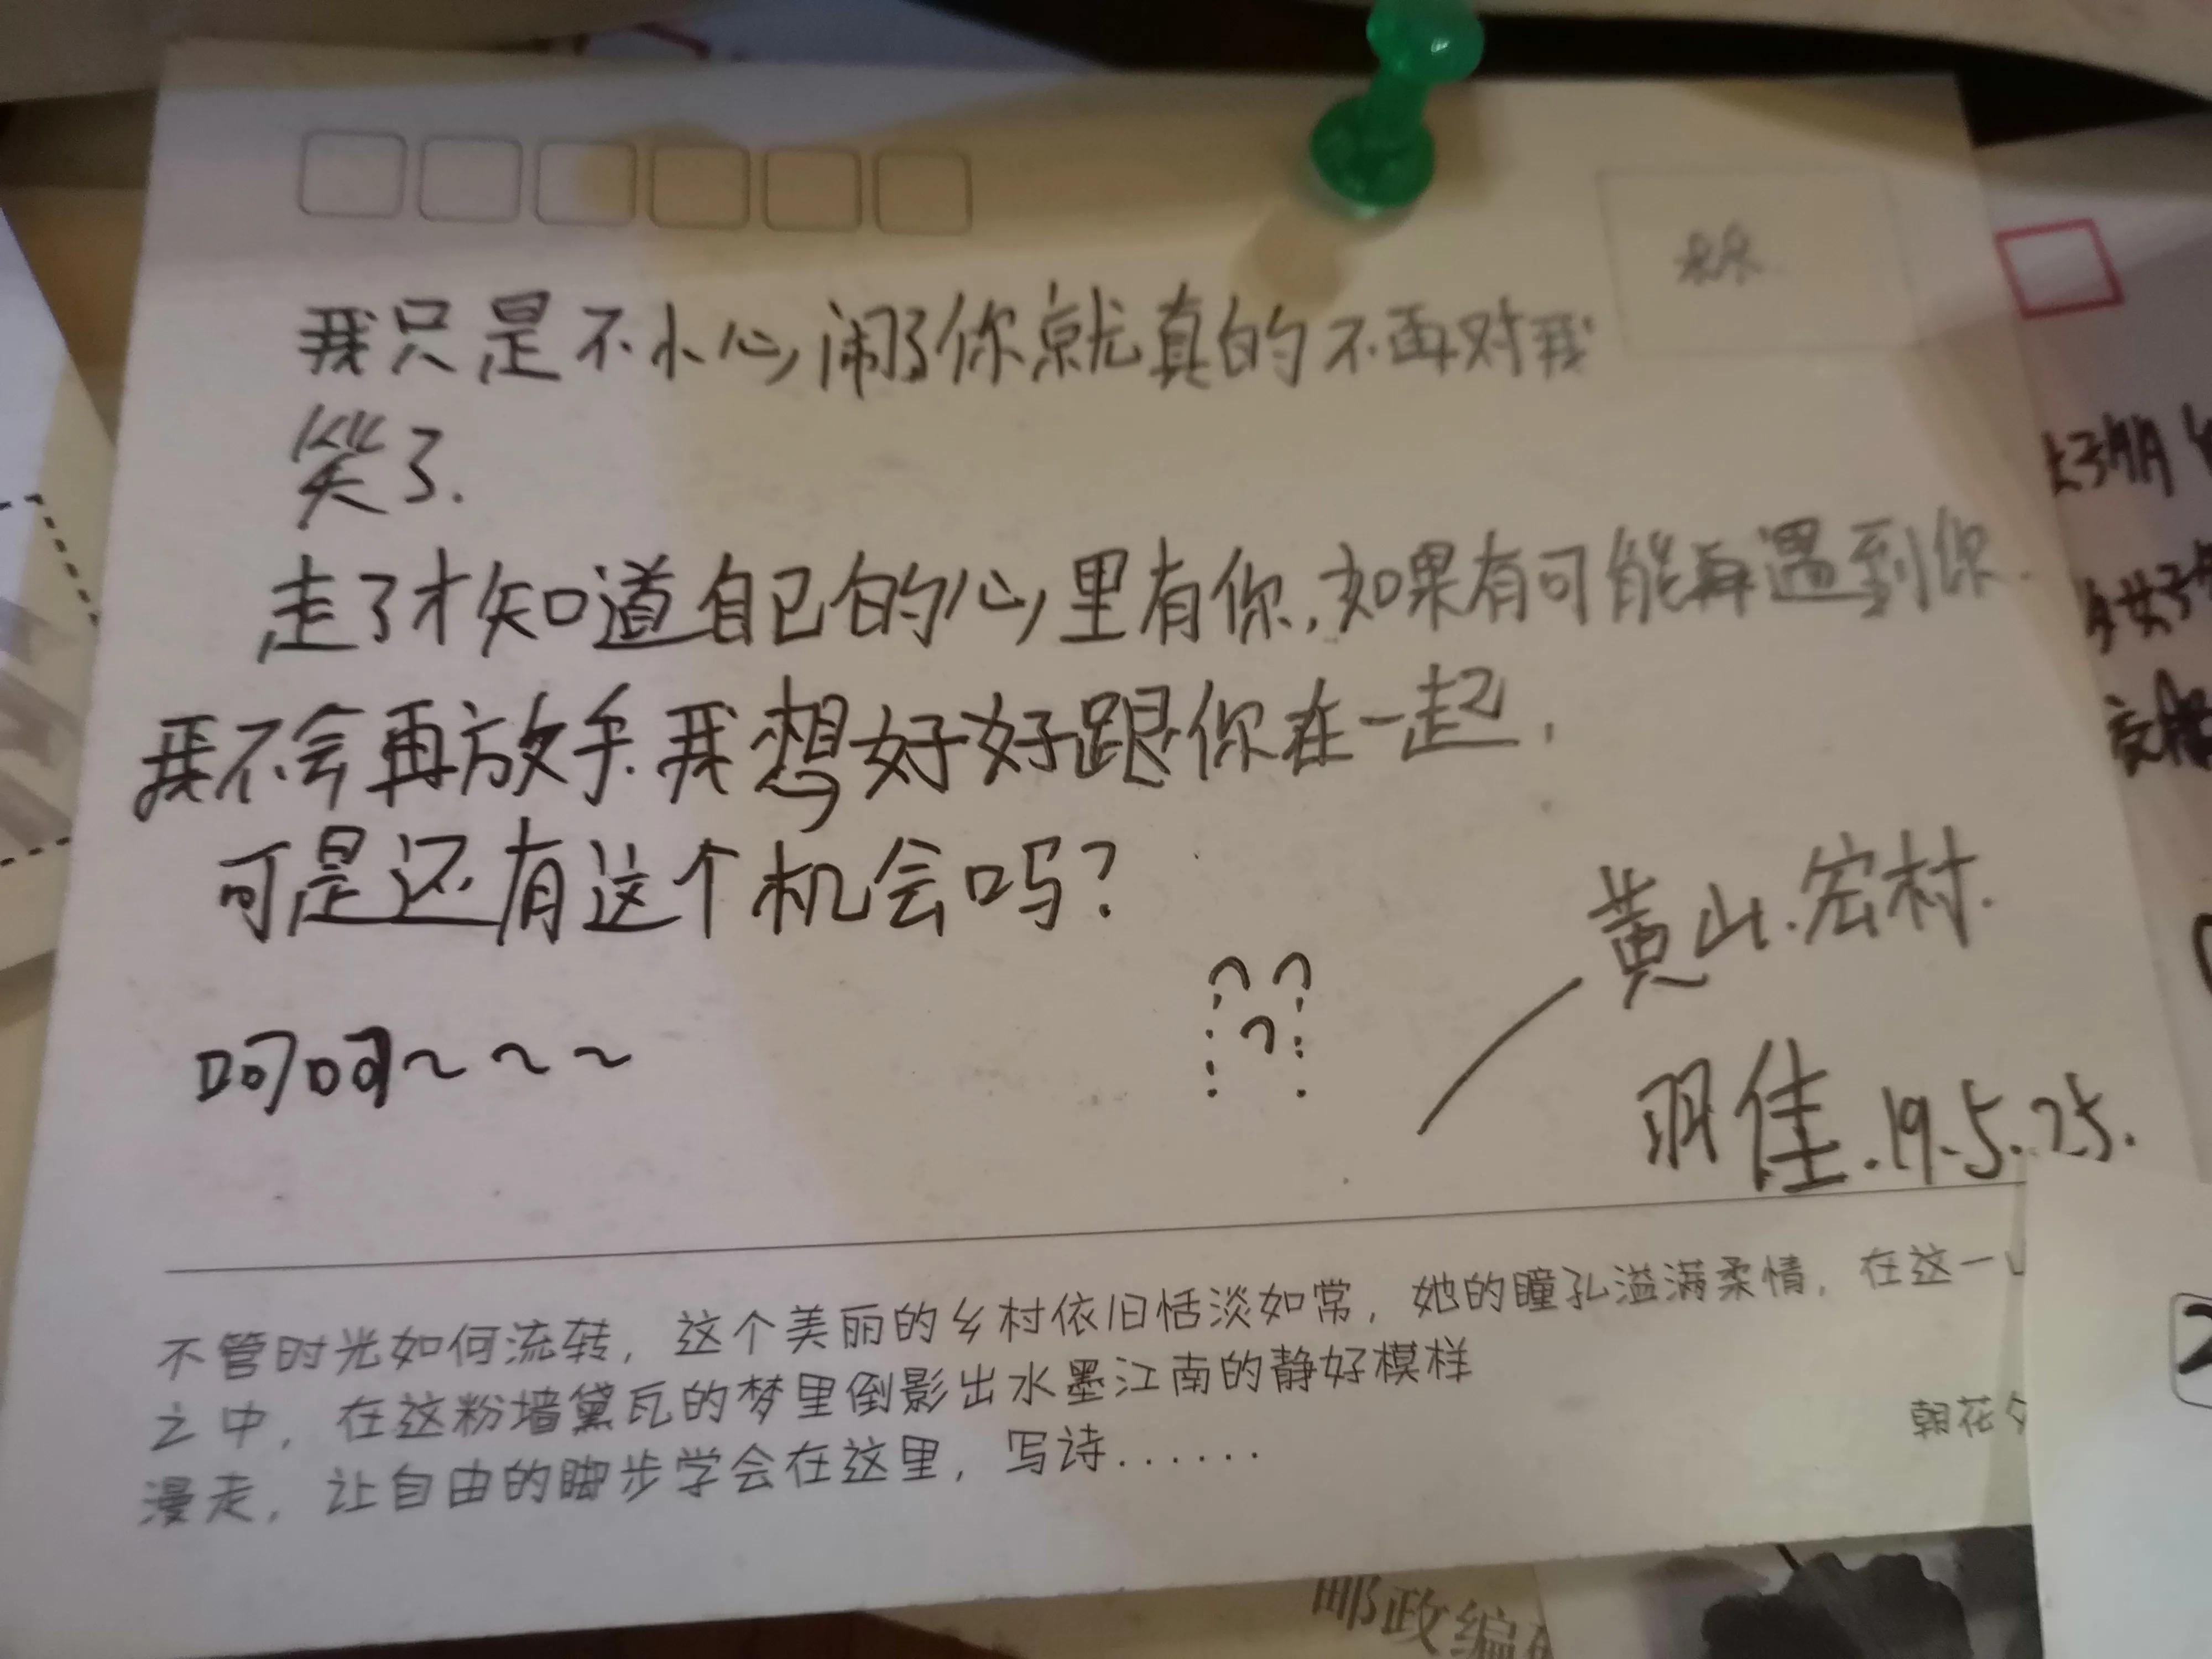 我只是不小心闹了你就真的不再对我
笑了.
走了才知道自己的心里有你,如果有可能再遇到你.
我不会再放手.我想好好跟你在一起,
可是还有这个机会吗?
呵呵~~~
黄山.宏村.
佳.19.5.25.
不管时光如何流转，这个美丽的乡村依旧恬淡如常，她的瞳孔溢满柔情，在这一
之中，在这粉墙黛瓦的梦里倒影出水墨江南的静好模样
漫走，让自由的脚步学会在这里，写诗......
朝花夕
邮政编